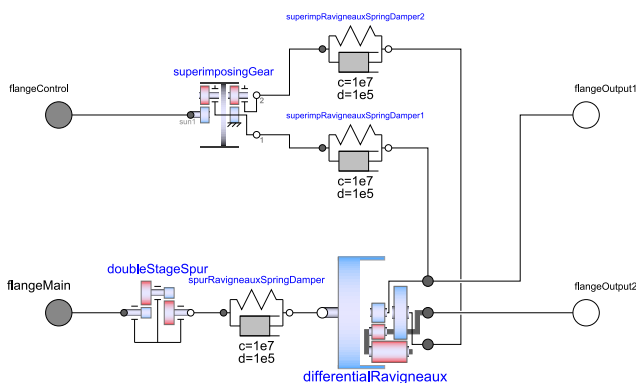 superimpRavigneauxSpringDamper2
superimposingGear
flangeControl
flangeOutput1
c=1e7
d=1e5
2
sun1
superimpRavigneauxSpringDamper1
1
c=1e7
d=1e5
doubleStageSpur
flangeMain
spurRavigneauxSpringDamper
flangeOutput2
c=1e7
d=1e5
differentialRavigneaux